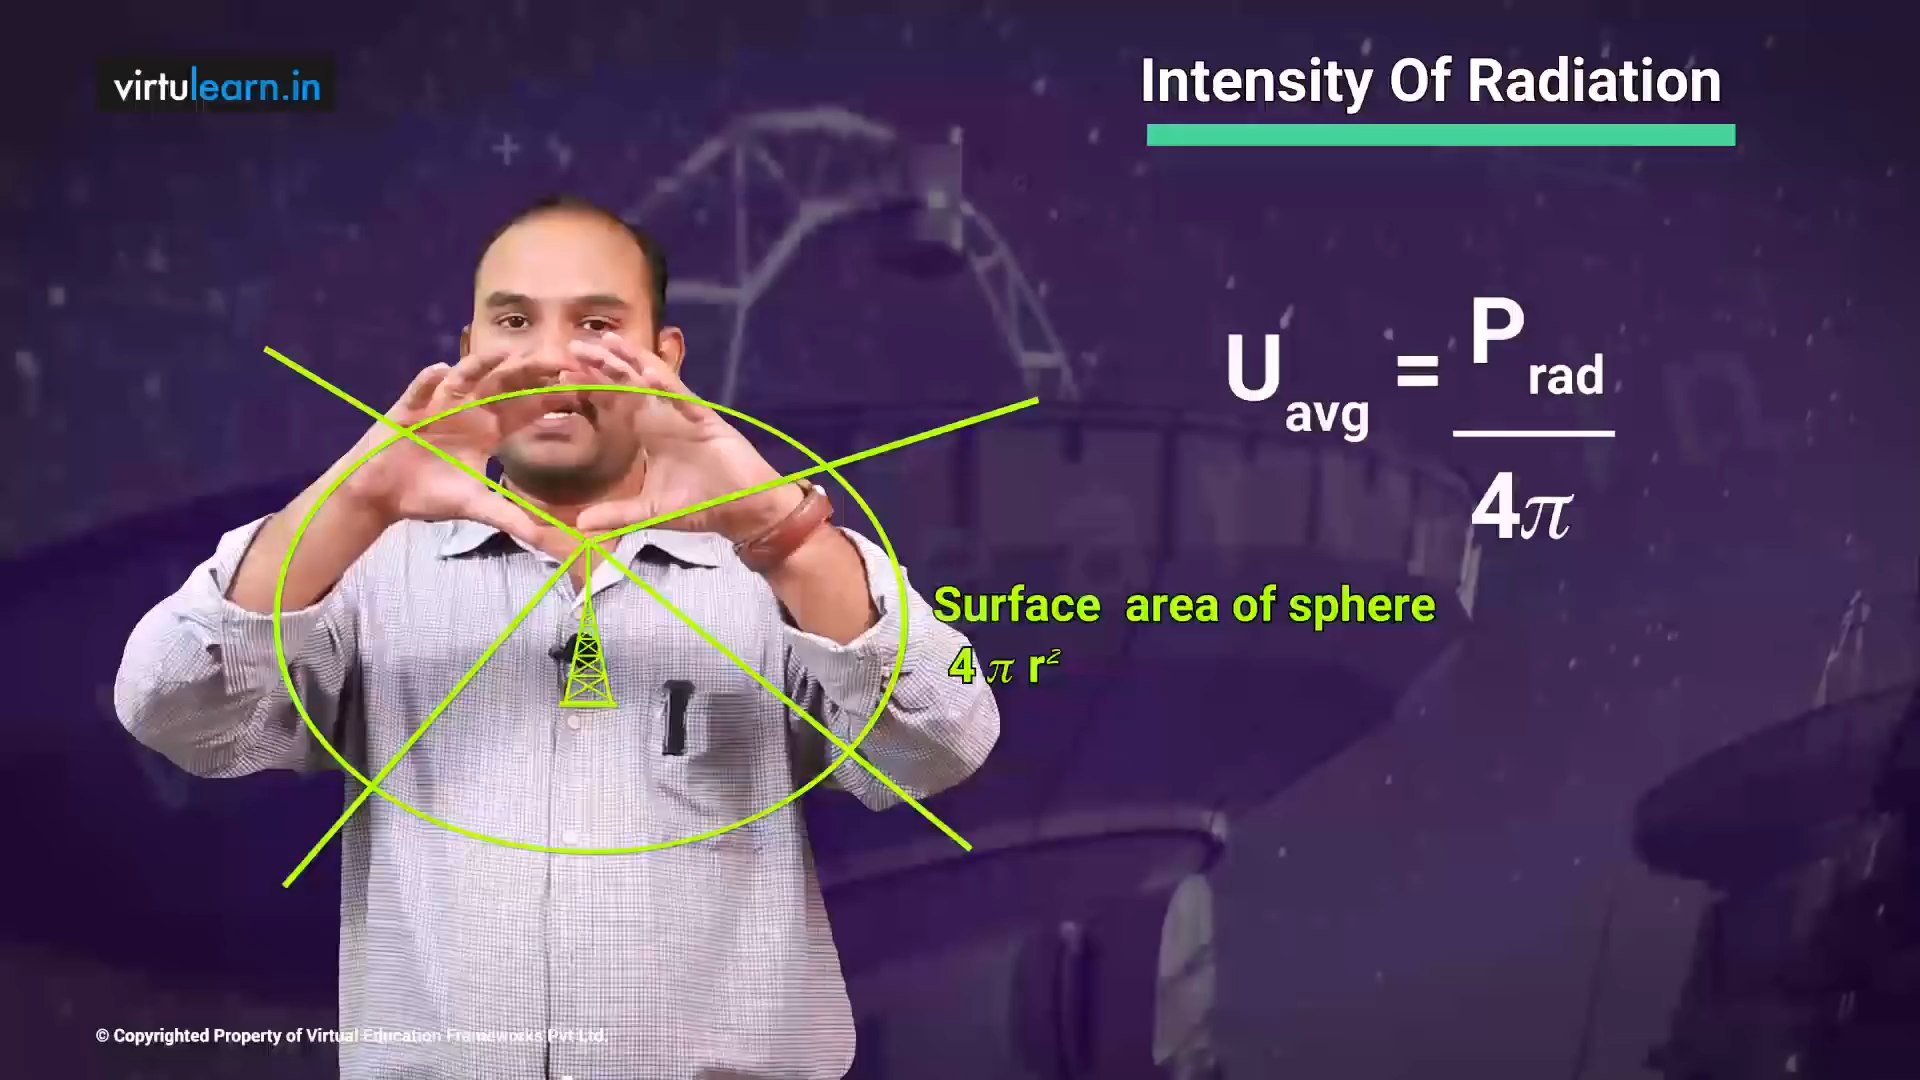 virtulearn.in
Intensity Of Radiation
U avg = P rad
4π
Surface area of sphere
4 π r²
© Copyrighted Property of Virtual Education Frameworks Pvt Ltd.